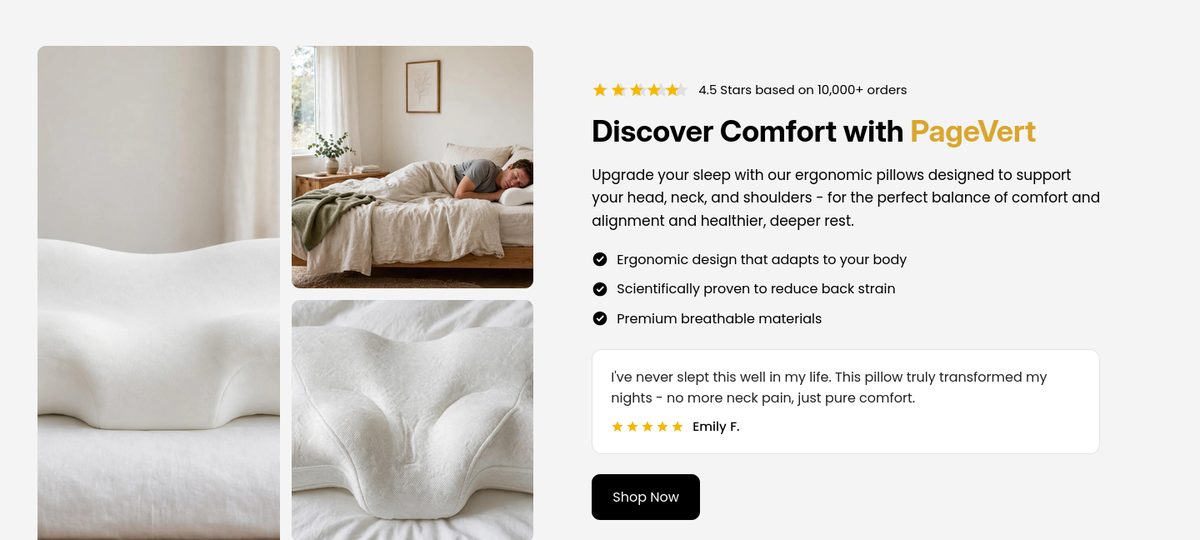 4.5 Stars based on 10,000+ orders
Discover Comfort with PageVert
Upgrade your sleep with our ergonomic pillows designed to support
your head, neck, and shoulders - for the perfect balance of comfort and
alignment and healthier, deeper rest.
Ergonomic design that adapts to your body
Scientifically proven to reduce back strain
Premium breathable materials
I've never slept this well in my life. This pillow truly transformed my
nights - no more neck pain, just pure comfort.
Emily F.
Shop Now